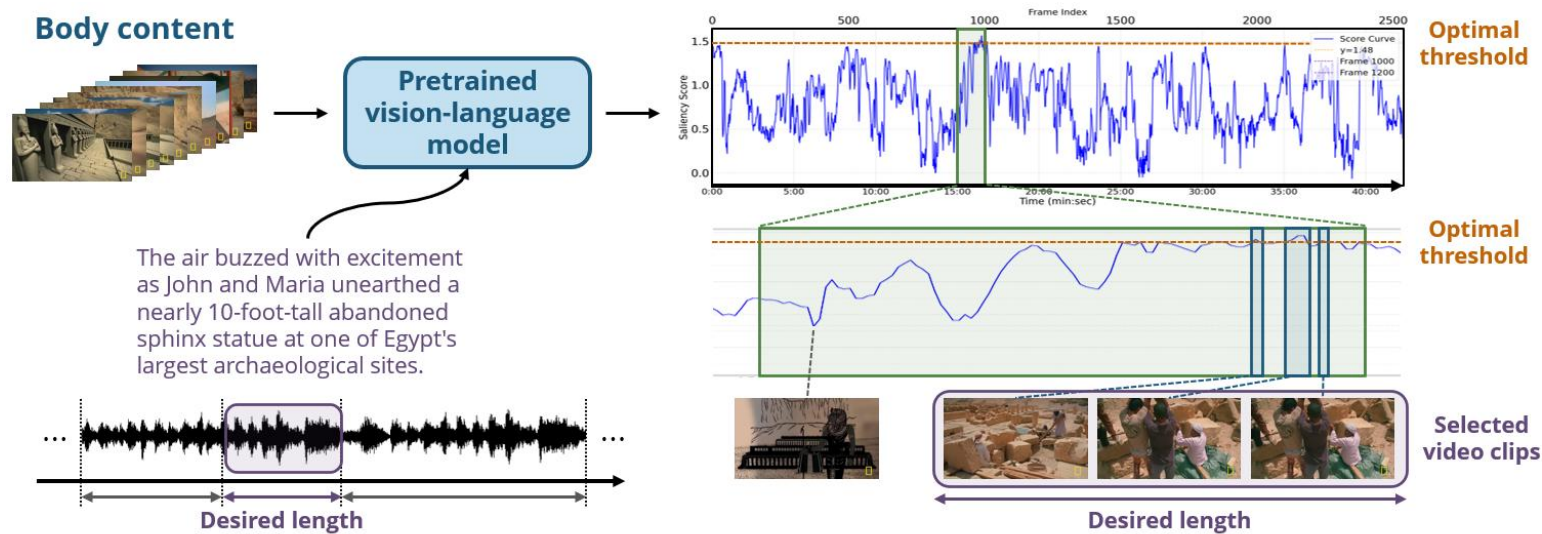 Body content
Pretrained
vision-language
model
The air buzzed with excitement
as John and Maria unearthed a
nearly 10-foot-tall abandoned
sphinx statue at one of Egypt's
largest archaeological sites.
...
...
Desired length
Frame Index
0 500 1000 1500 2000 2500
Saliency Score
1.5
1.0
0.5
0.0
Score Curve
y=1.48
Frame 1000
Frame 1200
0:00 5:00 10:00 15:00 20:00 25:00 30:00 35:00 40:00
Time (min:sec)
Optimal
threshold
Optimal
threshold
Selected
video clips
Desired length